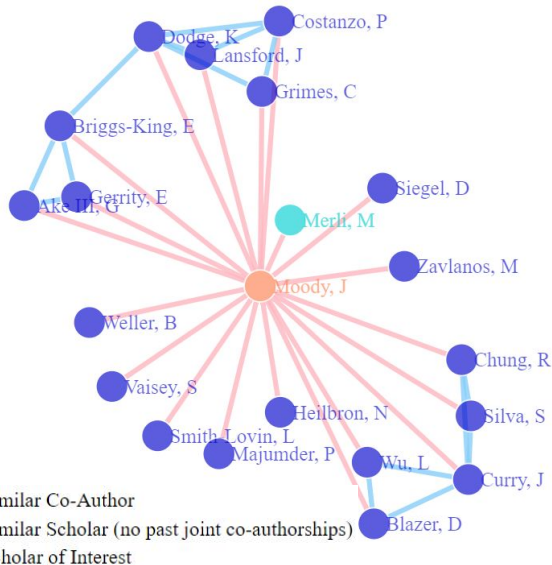 Costanzo, P
Dodge, K
Lansford, J
Grimes, C
Briggs-King, E
Gerrity, E
Ake III, G
Siegel, D
Merli, M
Zavlanos, M
Moody, J
Weller, B
Chung, R
Vaisey, S
Heilbron, N
Silva, S
Smith-Lovin, L
Majumder, P
Wu, L
Curry, J
Blazer, D
milar Co-Author
milar Scholar (no past joint co-authorships)
cholar of Interest